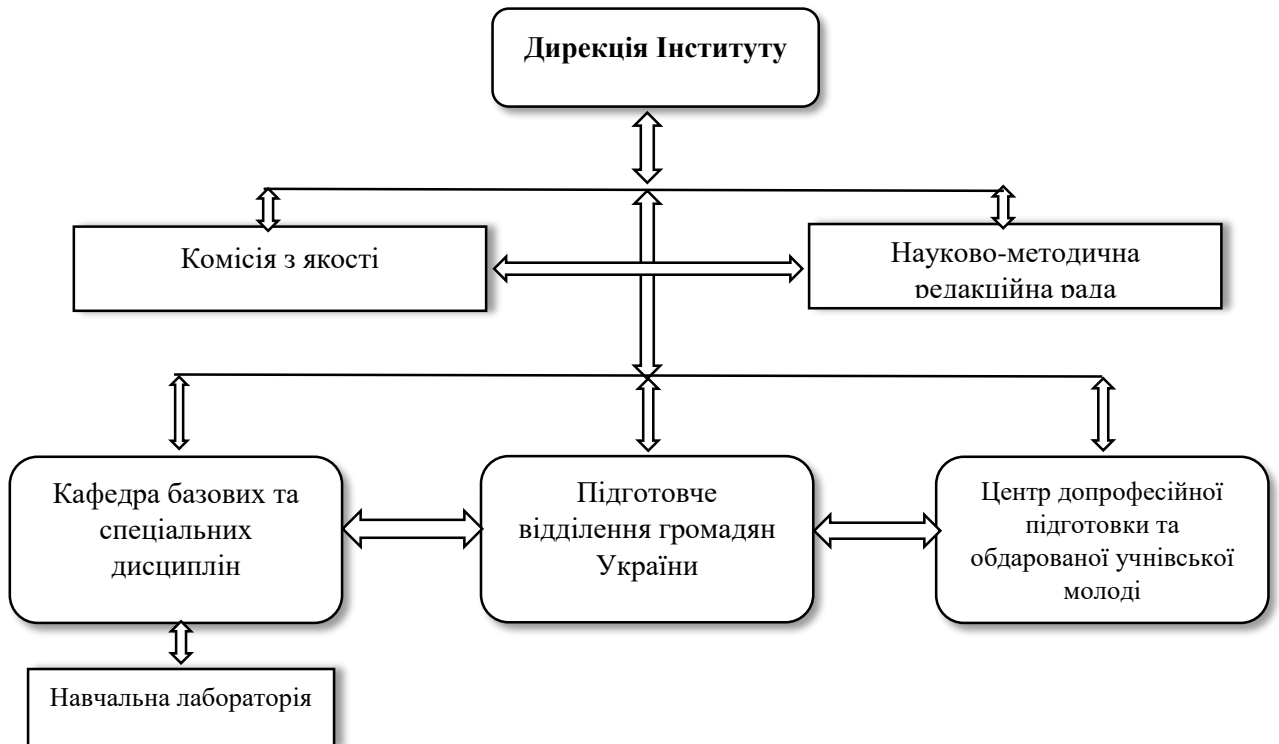 Дирекція Інституту
Комісія з якості
Науково-методична
редакційна рада
Кафедра базових та
спеціальних
дисциплін
Підготовче
відділення громадян
України
Центр допрофесійної
підготовки та
обдарованої учнівської
молоді
Навчальна лабораторія